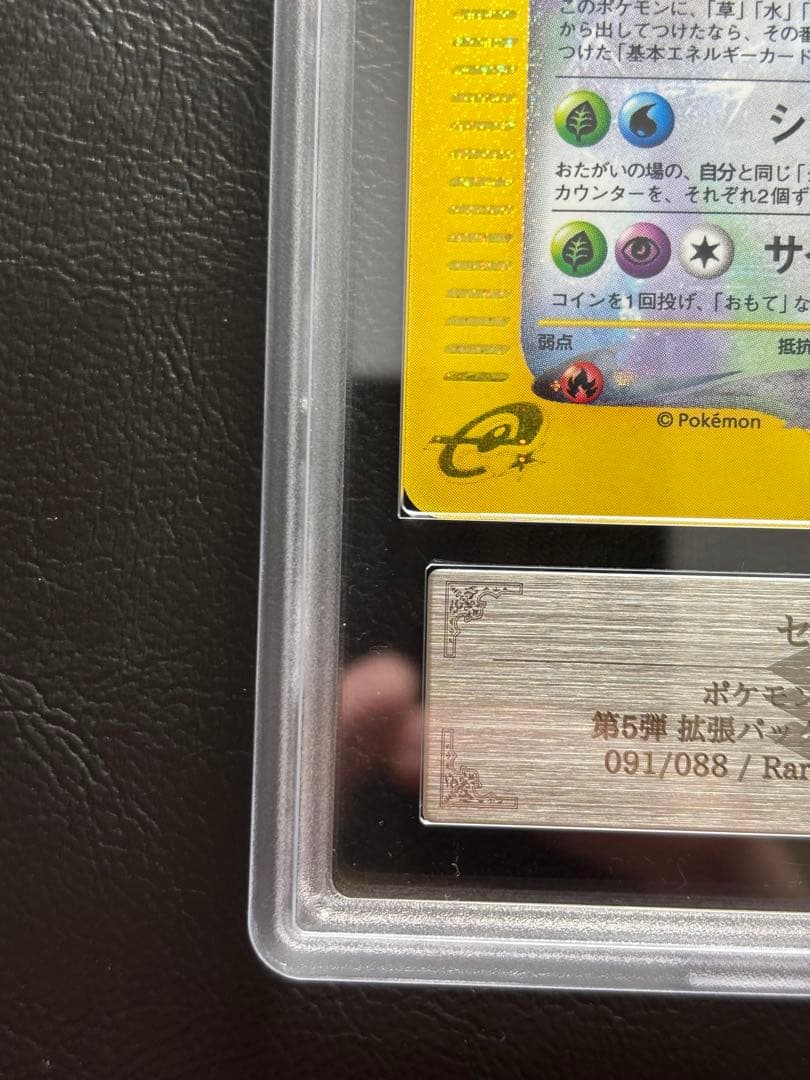 このポケモンに、「草」「水」「
から出してつけたなら、その番
つけた「基本エネルギーカード
シ
おたがいの場の、自分と同じ「
カウンターを、それぞれ2個ず
サイ
コインを1回投げ、「おもて」な
弱点
抵抗
© Pokémon
e
セ
ポケモン
第5弾 拡張パック
091/088 / Rar